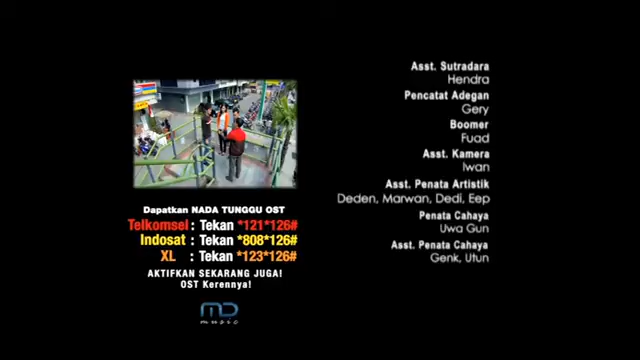 Asst. Sutradara
Hendra
Pencatat Adegan
Gery
Boomer
Fuad
Asst. Kamera
Iwan
Asst. Penata Artistik
Deden, Marwan, Dedi, Eep
Penata Cahaya
Uwa Gun
Asst. Penata Cahaya
Genk, Utun
Dapatkan NADA TUNGGU OST
Telkomsel : Tekan *121*126#
Indosat : Tekan *808*126#
XL : Tekan *123*126#
AKTIFKAN SEKARANG JUGA!
OST Kerennya!
MD
music